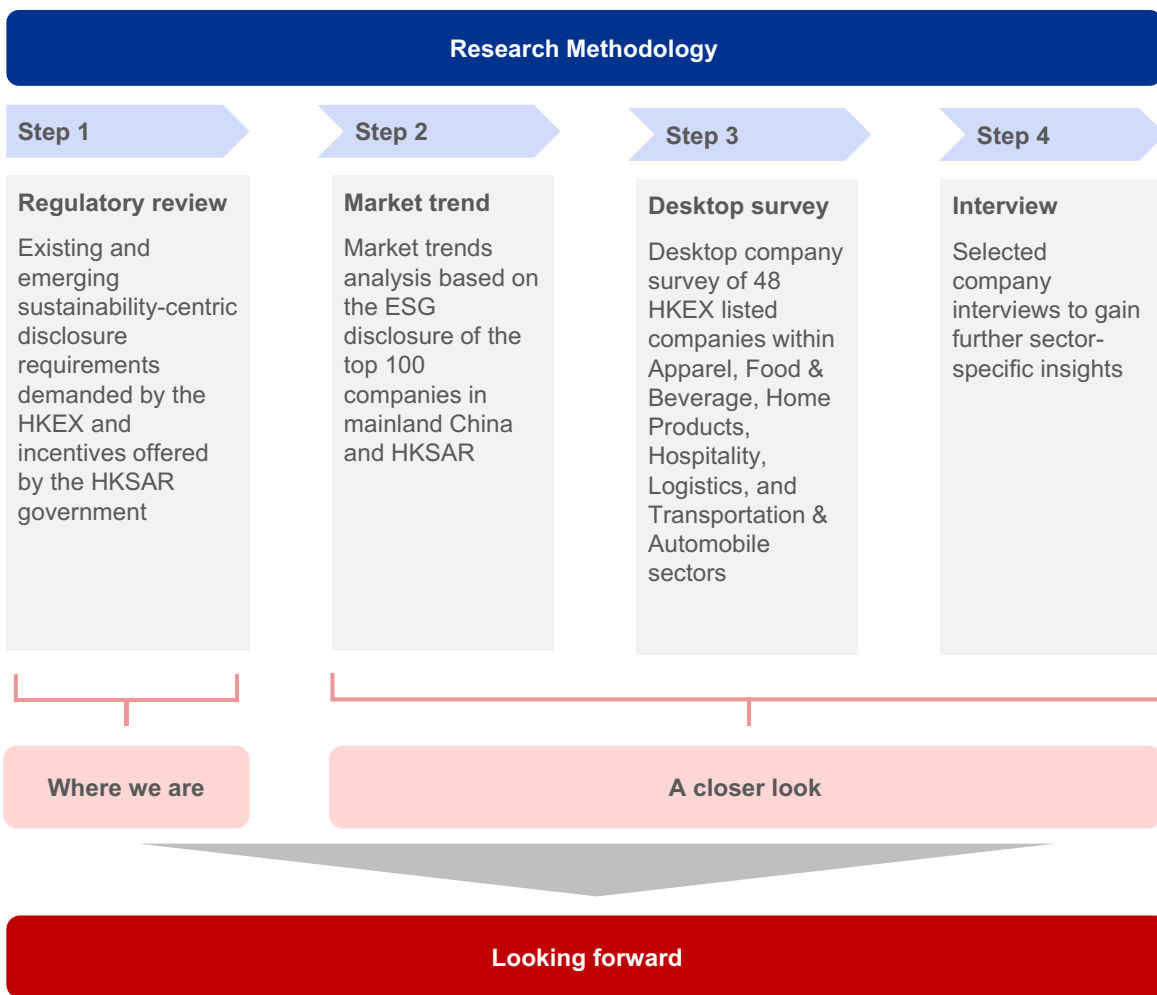 Research Methodology
Step 1
Regulatory review
Existing and
emerging
sustainability-centric
disclosure
requirements
demanded by the
HKEX and
incentives offered
by the HKSAR
government
Step 2
Market trend
Market trends
analysis based on
the ESG
disclosure of the
top 100
companies in
mainland China
and HKSAR
Step 3
Desktop survey
Desktop company
survey of 48
HKEX listed
companies within
Apparel, Food &
Beverage, Home
Products,
Hospitality,
Logistics, and
Transportation &
Automobile
sectors
Step 4
Interview
Selected
company
interviews to gain
further sector-
specific insights
Where we are
A closer look
Looking forward